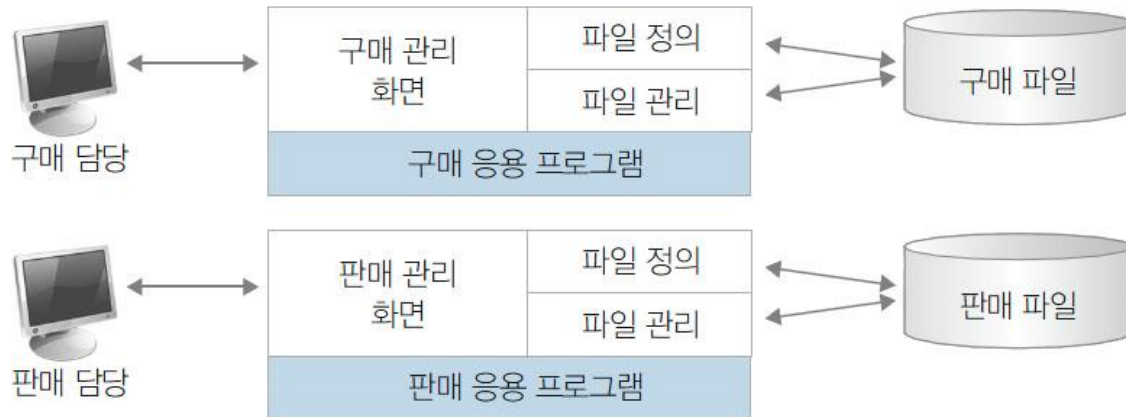 구매 관리
화면
파일 정의
파일 관리
구매 파일
구매 담당
구매 응용 프로그램
판매 관리
화면
파일 정의
파일 관리
판매 파일
판매 담당
판매 응용 프로그램